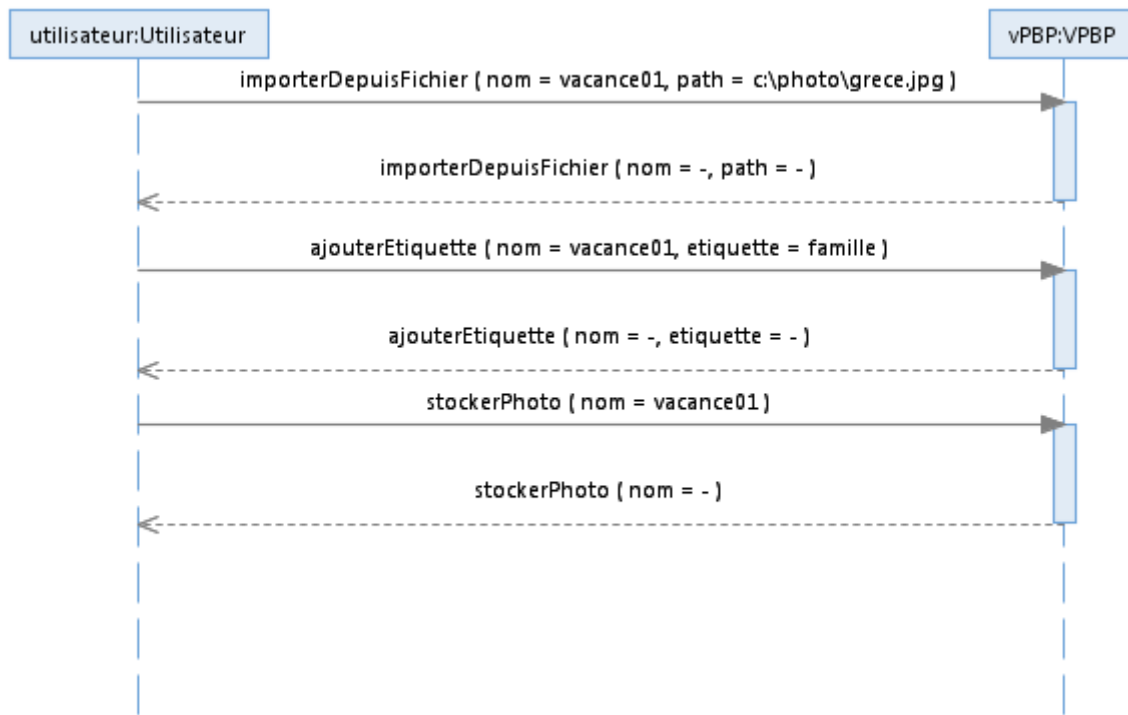 utilisateur:Utilisateur
vPBP:VPBP
importerDepuisFichier ( nom = vacance01, path = c:\photo\grece.jpg )
importerDepuisFichier ( nom = -, path = - )
ajouterEtiquette ( nom = vacance01, etiquette = famille )
ajouterEtiquette ( nom = -, etiquette = - )
stockerPhoto ( nom = vacance01 )
stockerPhoto ( nom = - )